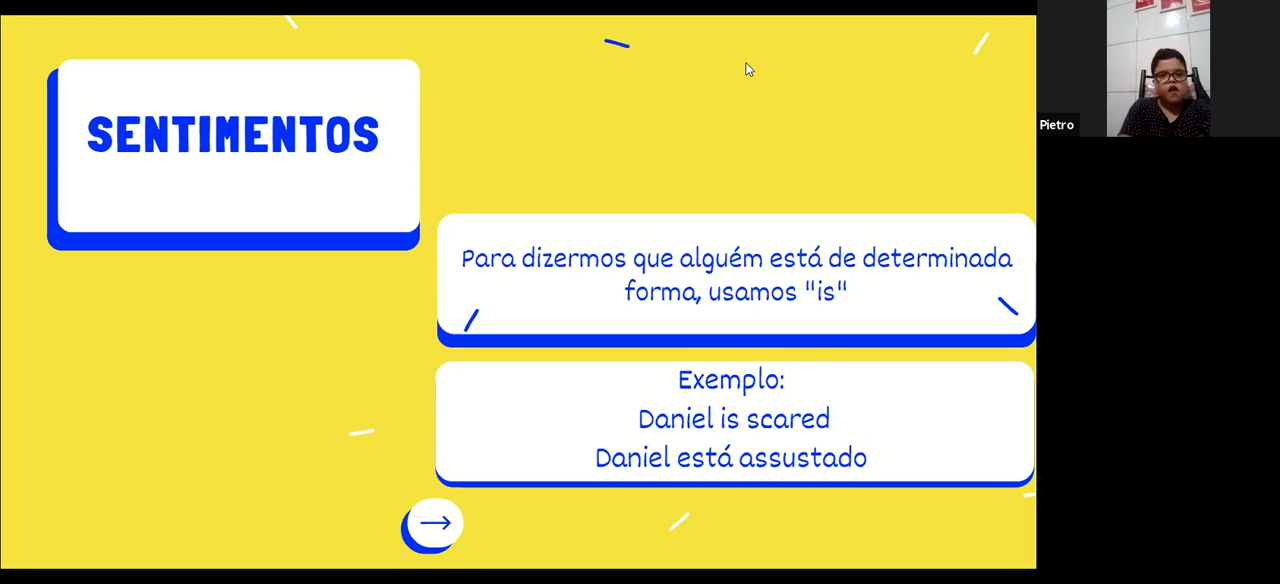 SENTIMENTOS
Para dizermos que alguém está de determinada
forma, usamos "is"
Exemplo:
Daniel is scared
Daniel está assustado
Pietro